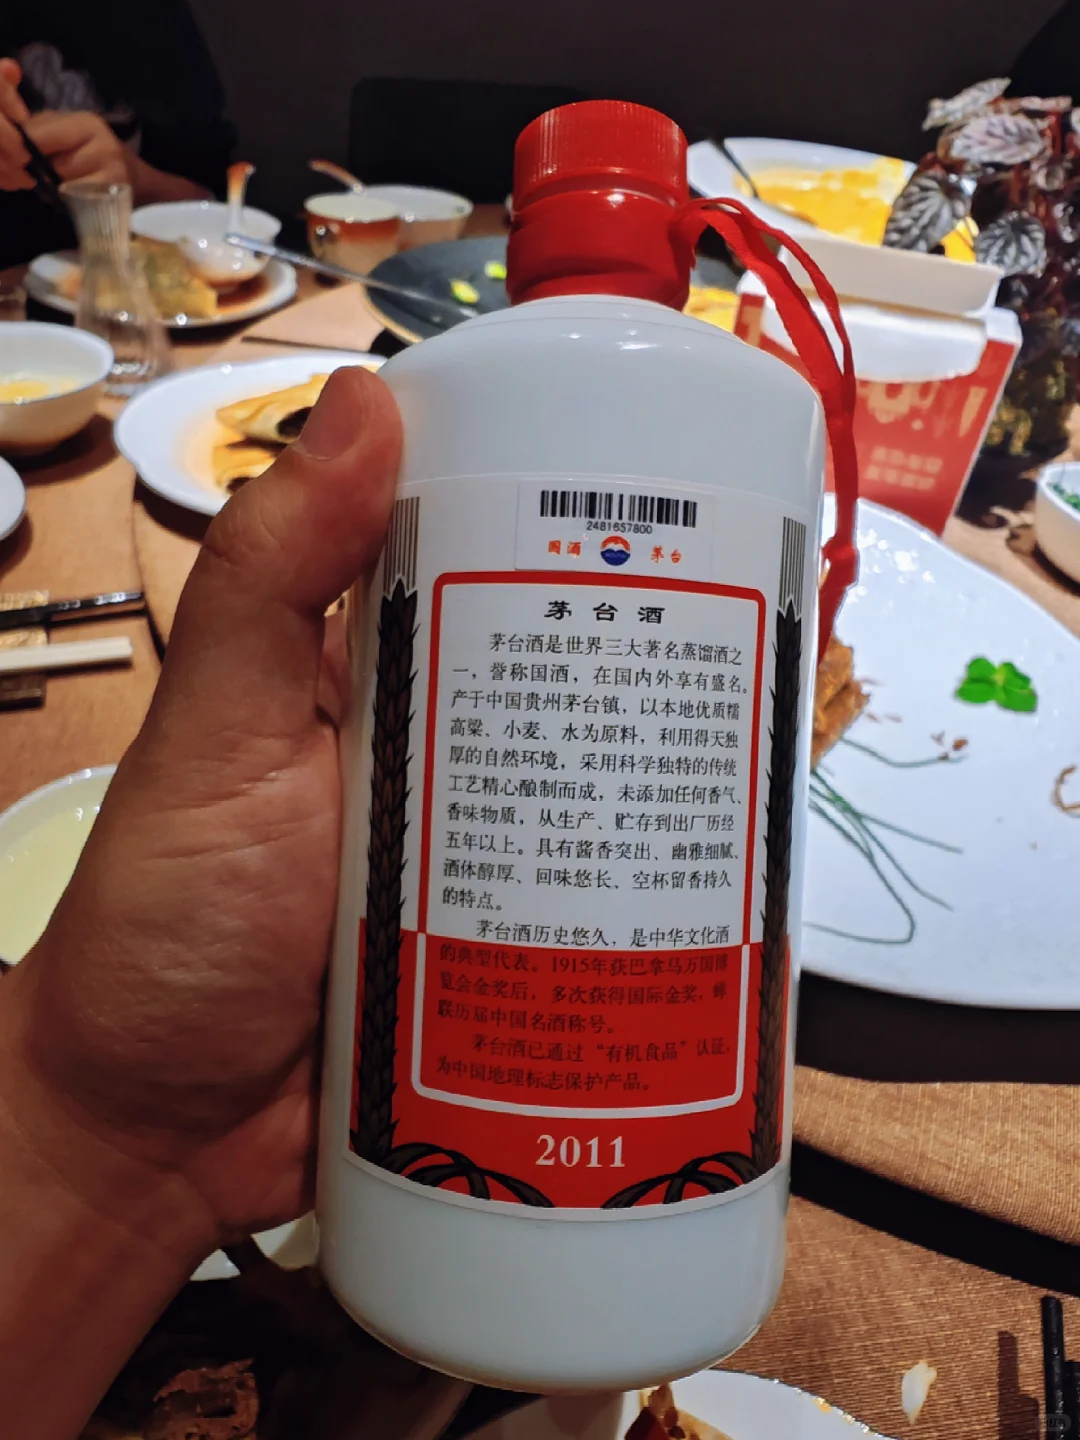 2481657800
国酒 茅台
茅台酒
茅台酒是世界三大著名蒸馏酒之
一，誉称国酒，在国内外享有盛名。
产于中国贵州茅台镇，以本地优质糯
高粱、小麦、水为原料，利用得天独
厚的自然环境，采用科学独特的传统
工艺精心酿制而成，未添加任何香气、
香味物质，从生产、贮存到出厂历经
五年以上。具有酱香突出、幽雅细腻、
酒体醇厚、回味悠长、空杯留香持久
的特点。
茅台酒历史悠久，是中华文化酒
的典型代表。1915年获巴拿马万国博
览会金奖后，多次获得国际金奖，蝉
联历届中国名酒称号。
茅台酒已通过“有机食品”认证，
为中国地理标志保护产品。
2011